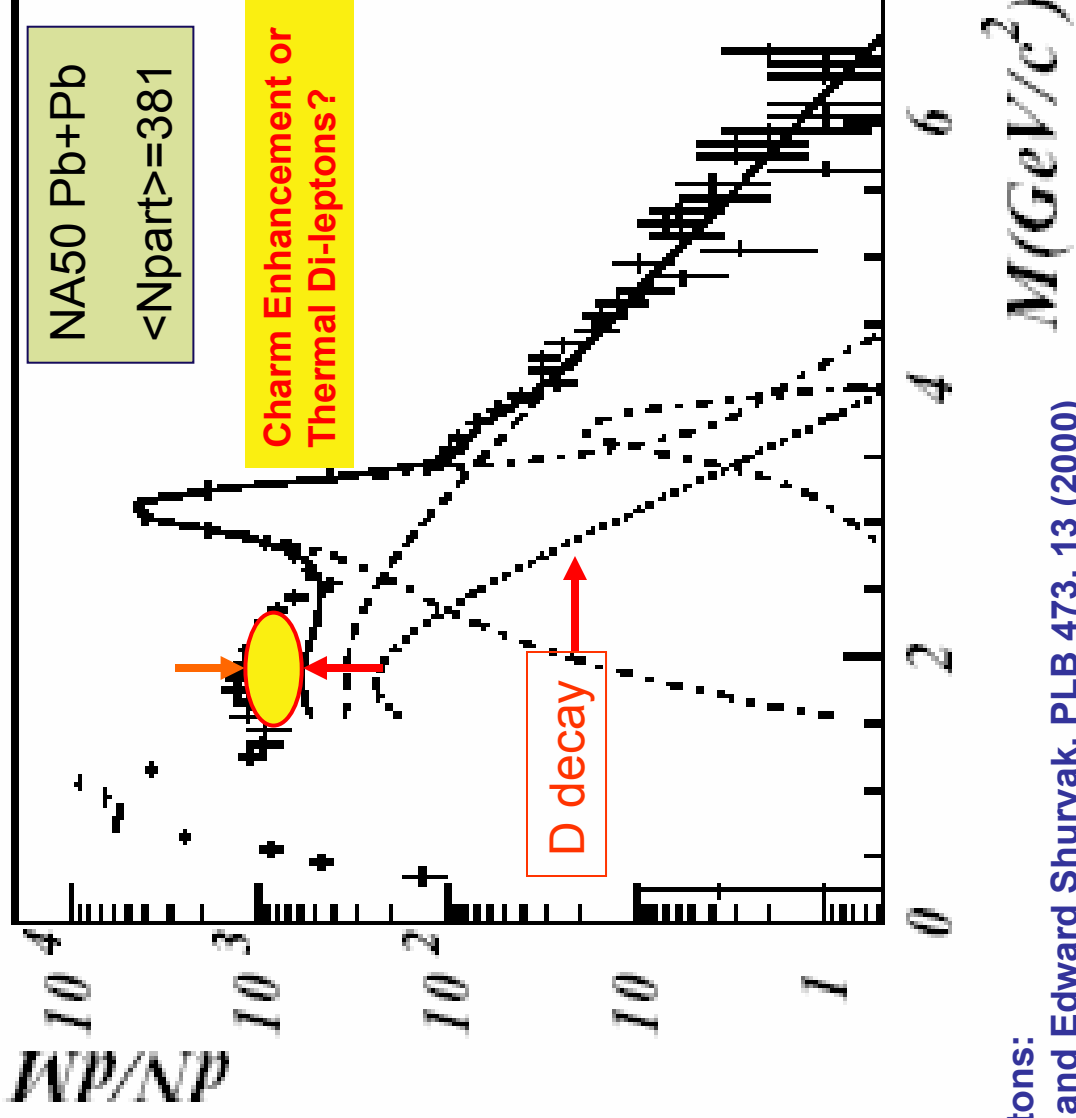 NA50 Pb+Pb
<Npart>=381
Charm Enhancement or
Thermal Di-leptons?
D decay
dN/dM
10 4
10 3
10 2
10
1
0
2
4
6
M(GeV/c2)
tons:
and Edward Shuryak, PLB 473, 13 (2000)